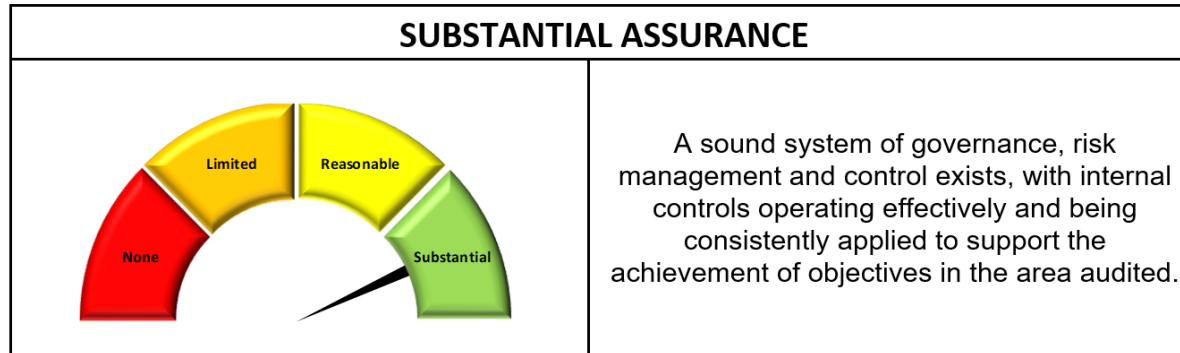 SUBSTANTIAL ASSURANCE
Limited
Reasonable
None
Substantial
A sound system of governance, risk
management and control exists, with internal
controls operating effectively and being
consistently applied to support the
achievement of objectives in the area audited.